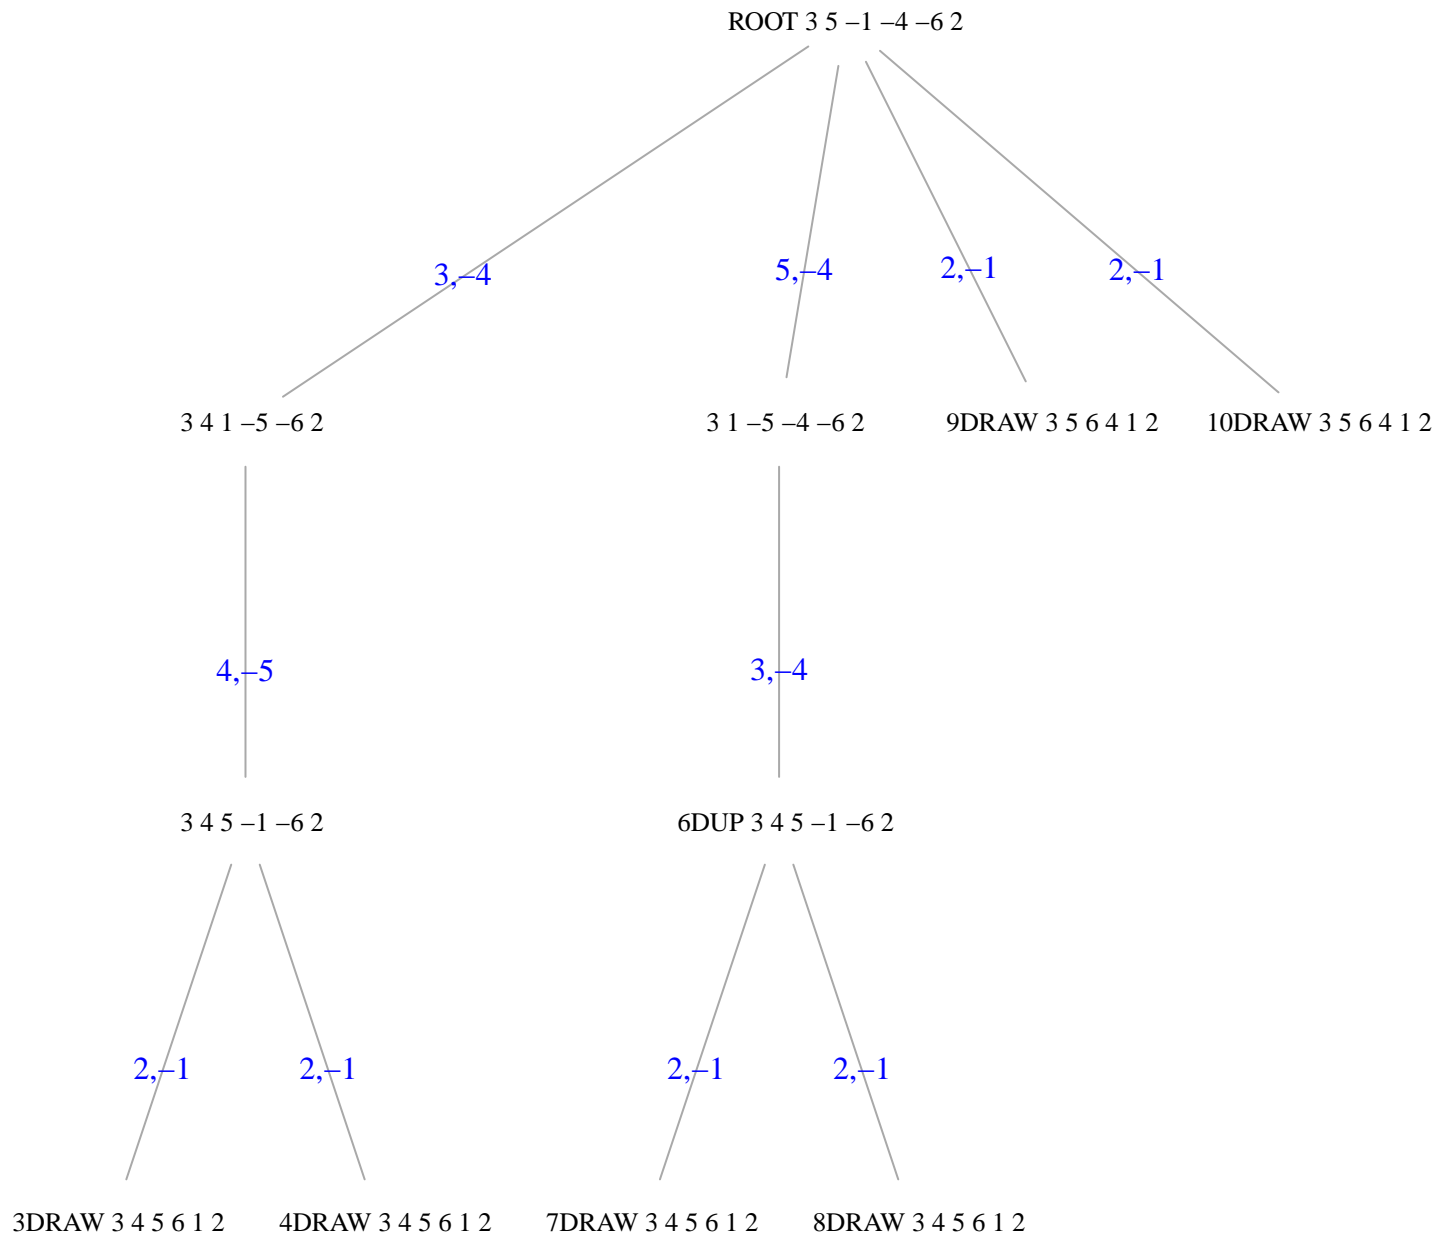 ROOT 3 5 –1 –4 –6 2
3,–4
5,–4
2,–1
2,–1
3 4 1 –5 –6 2
3 1 –5 –4 –6 2
9DRAW 3 5 6 4 1 2
10DRAW 3 5 6 4 1 2
4,–5
3,–4
3 4 5 –1 –6 2
6DUP 3 4 5 –1 –6 2
2,–1
2,–1
2,–1
2,–1
3DRAW 3 4 5 6 1 2
4DRAW 3 4 5 6 1 2
7DRAW 3 4 5 6 1 2
8DRAW 3 4 5 6 1 2